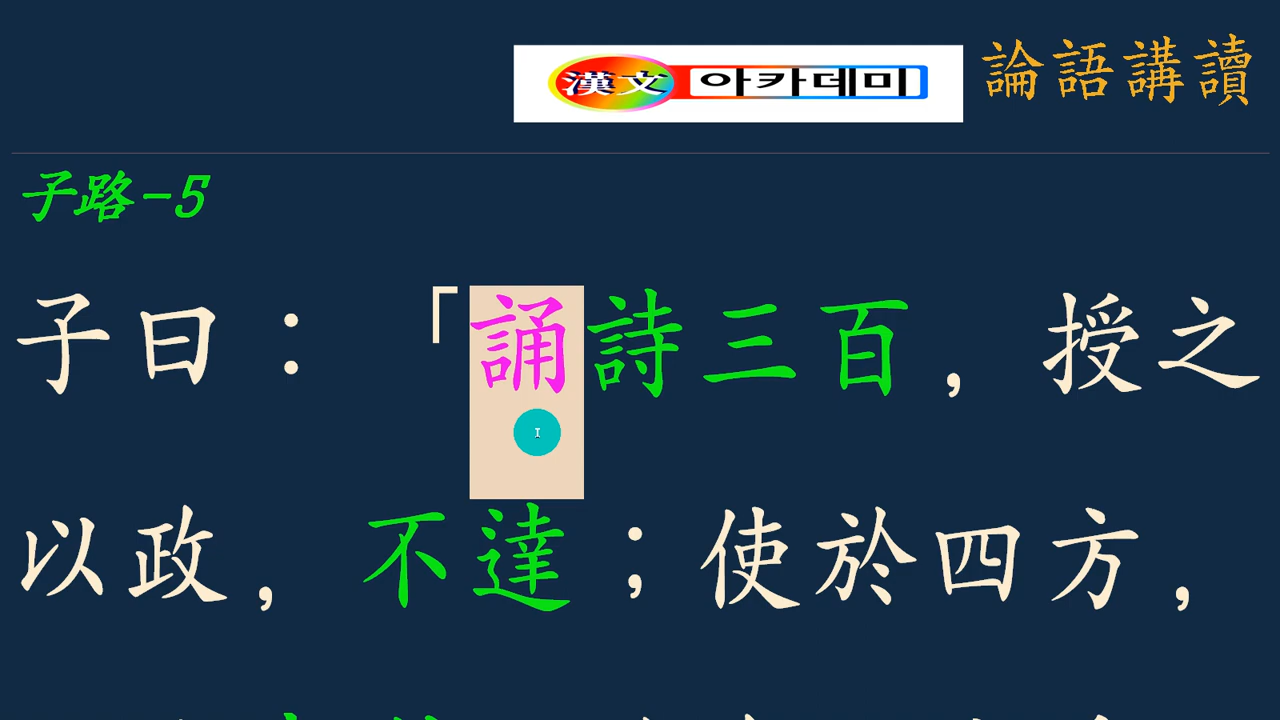 漢文 아카데미 論語講讀
子路-5
子曰：「誦詩三百，授之
以政，不達；使於四方，